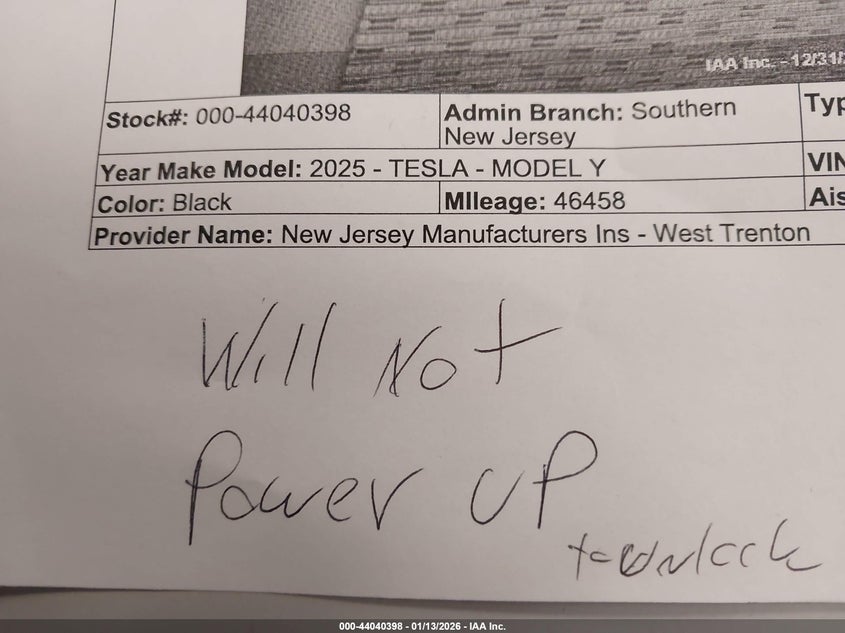 IAA Inc. - 12/31/
Stock#: 000-44040398 Admin Branch: Southern New Jersey Typ
Year Make Model: 2025 - TESLA - MODEL Y VIN
Color: Black MIleage: 46458 Ais
Provider Name: New Jersey Manufacturers Ins - West Trenton
Will Not
Power UP
to unlock
000-44040398 - 01/13/2026 - IAA Inc.